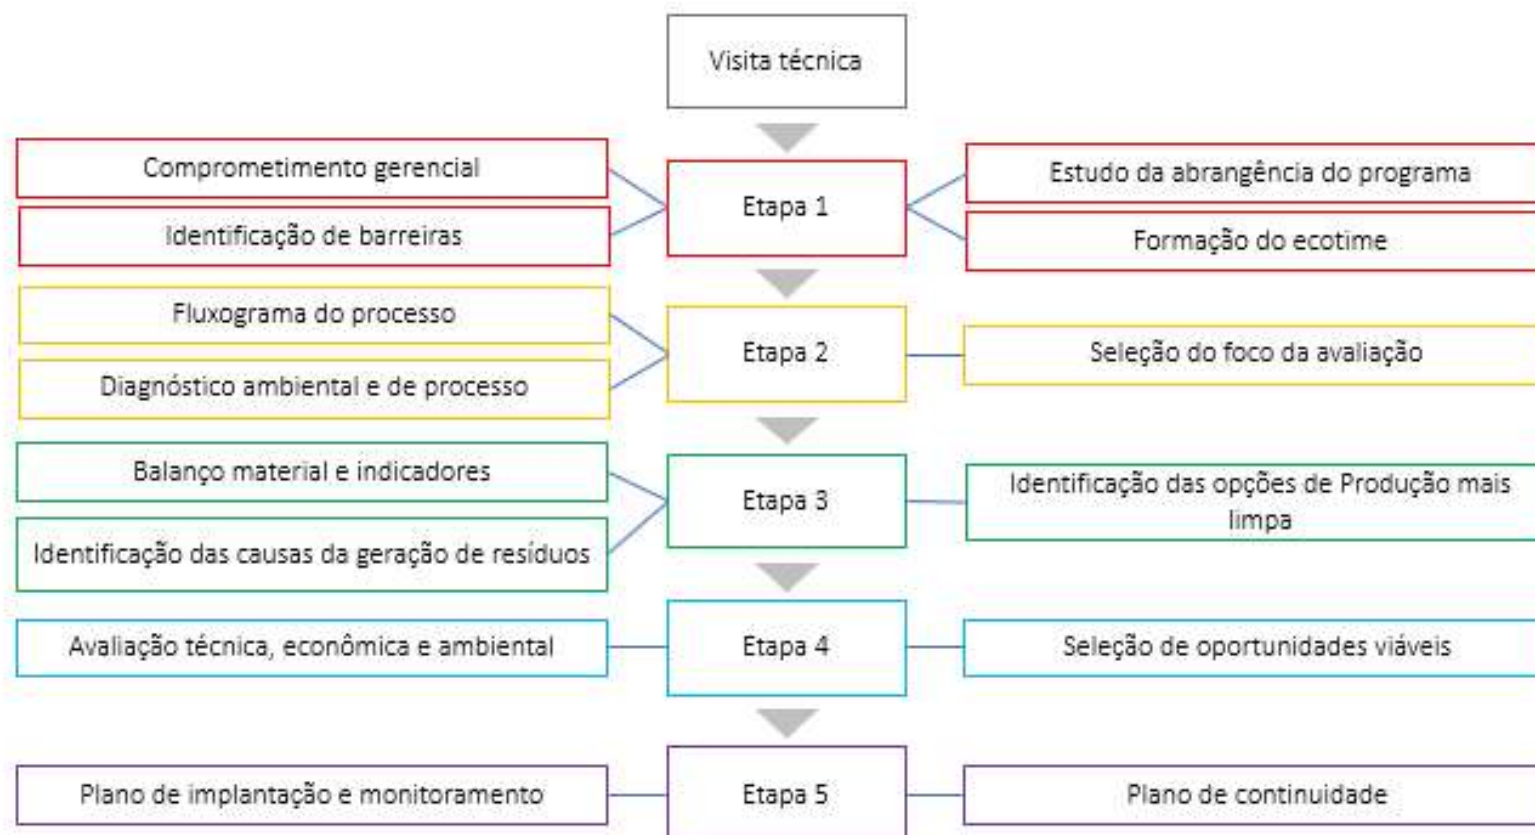 Visita técnica
Comprometimento gerencial
Identificação de barreiras
Etapa 1
Estudo da abrangência do programa
Formação do ecotime
Fluxograma do processo
Diagnóstico ambiental e de processo
Etapa 2
Seleção do foco da avaliação
Balanço material e indicadores
Identificação das causas da geração de resíduos
Etapa 3
Identificação das opções de Produção mais
limpa
Avaliação técnica, econômica e ambiental
Etapa 4
Seleção de oportunidades viáveis
Plano de implantação e monitoramento
Etapa 5
Plano de continuidade